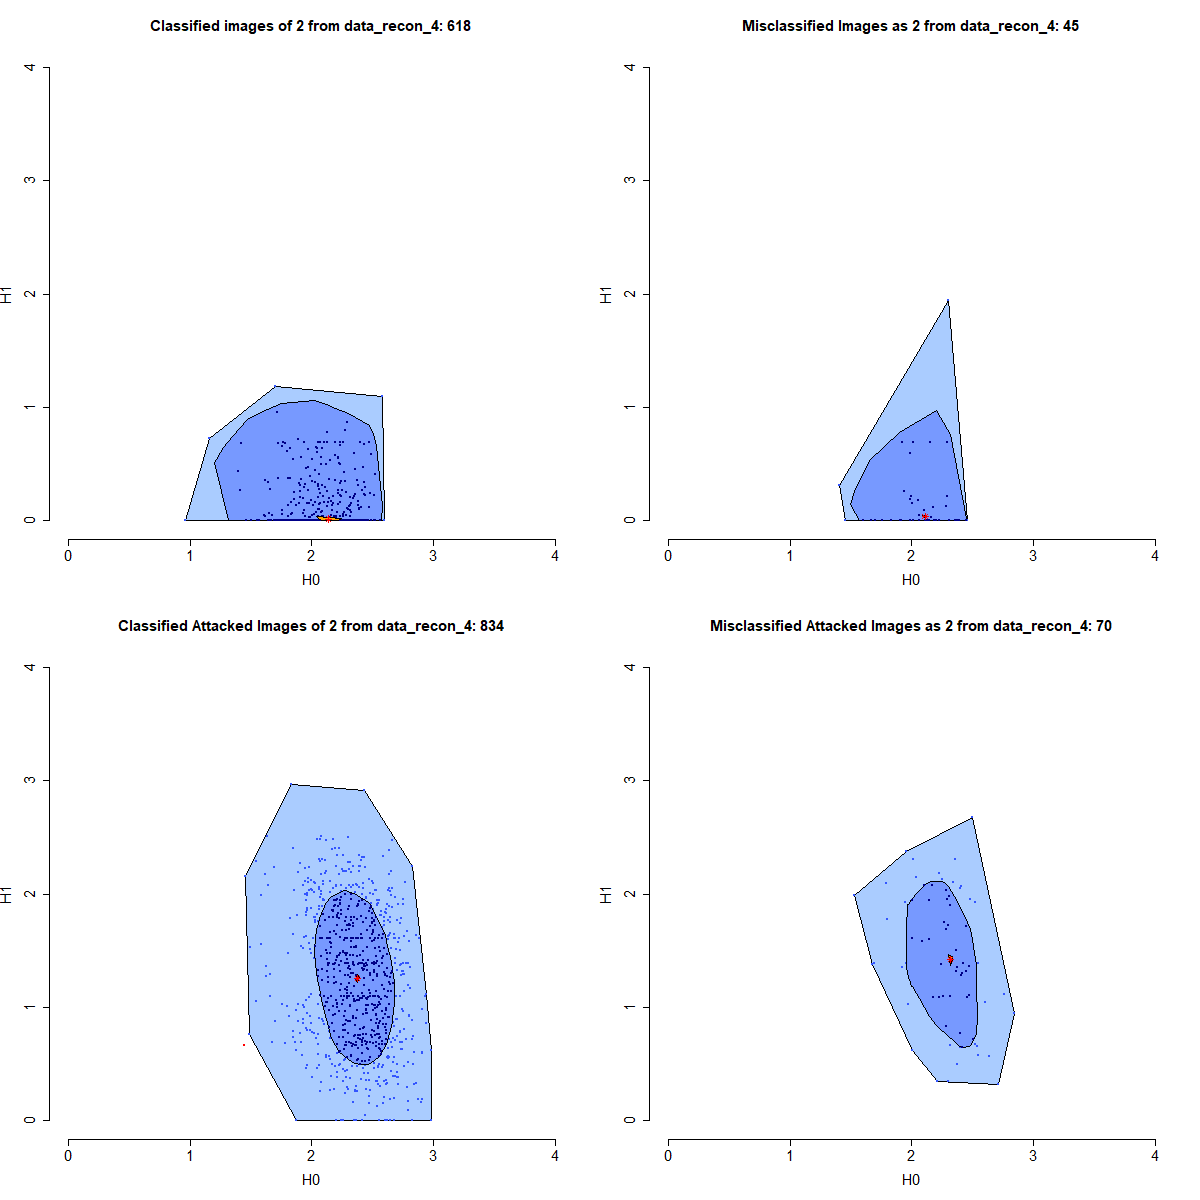 Classified images of 2 from data_recon_4: 618
4
3
2
1
0
H1
0 1 2 3 4
H0
Misclassified Images as 2 from data_recon_4: 45
4
3
2
1
0
H1
0 1 2 3 4
H0
Classified Attacked Images of 2 from data_recon_4: 834
4
3
2
1
0
H1
0 1 2 3 4
H0
Misclassified Attacked Images as 2 from data_recon_4: 70
4
3
2
1
0
H1
0 1 2 3 4
H0